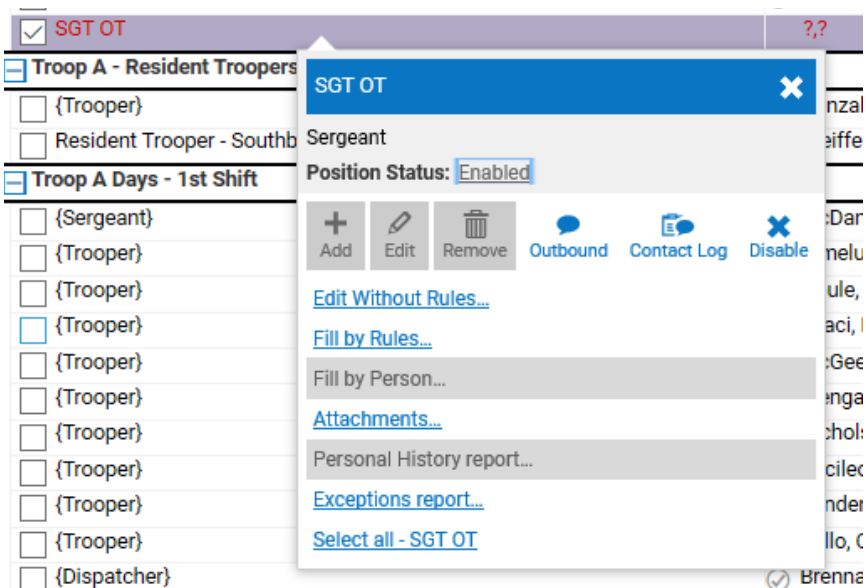 SGT OT ?,?
Troop A - Resident Troopers
SGT OT
{Trooper}
Resident Trooper - Southb
Sergeant
Position Status: Enabled
Troop A Days - 1st Shift
{Sergeant}
Add Edit Remove Outbound Contact Log Disable
{Trooper}
{Trooper}
Edit Without Rules...
{Trooper}
Fill by Rules...
{Trooper}
Fill by Person...
{Trooper}
Attachments...
{Trooper}
Personal History report...
{Trooper}
Exceptions report...
{Trooper}
{Trooper}
Select all - SGT OT
{Dispatcher} Brenna